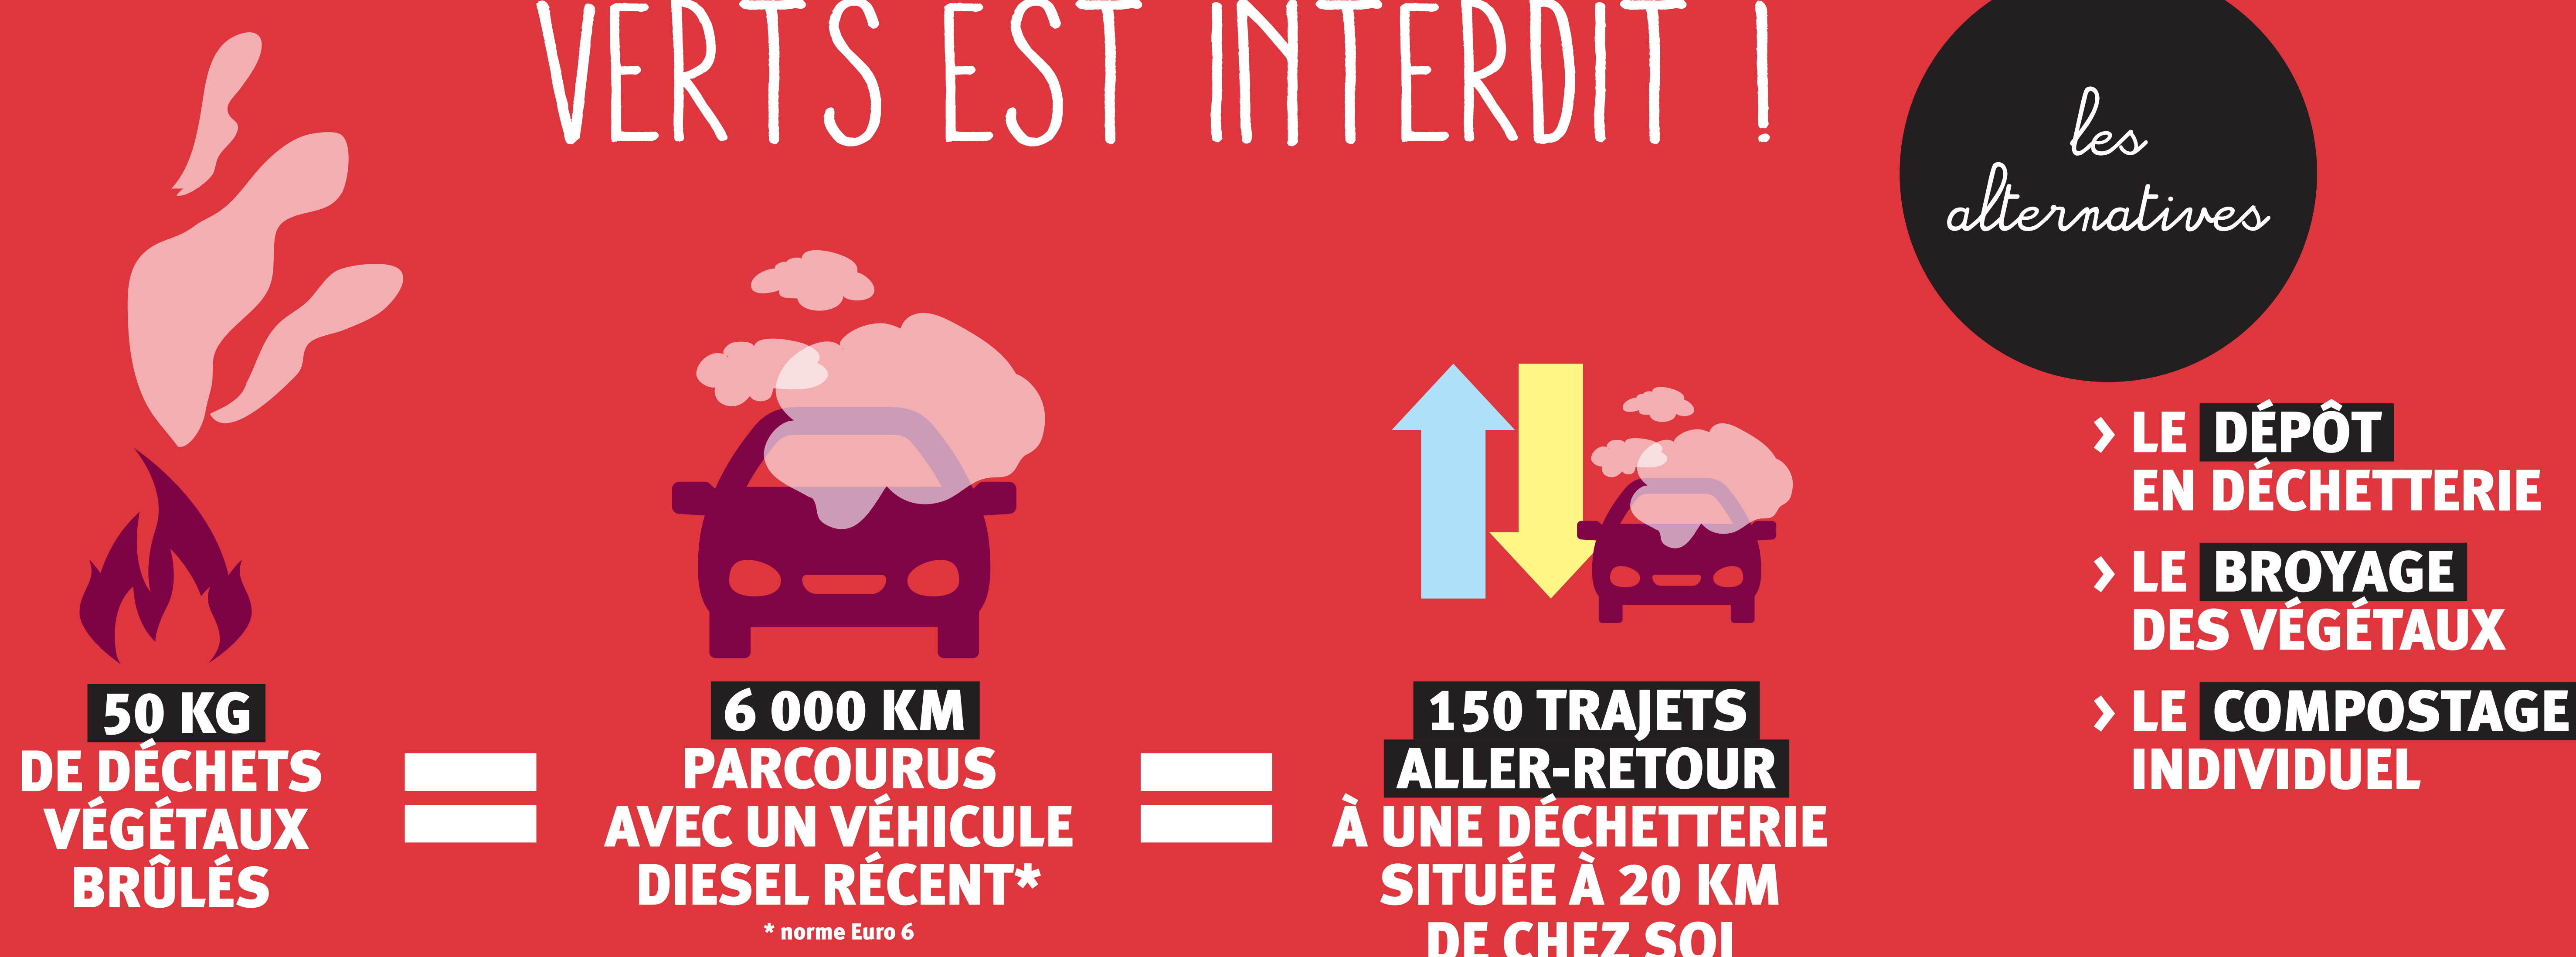 VERTS EST INTERDIT !
les
alternatives
50 KG
DE DÉCHETS
VÉGÉTAUX
BRÛLÉS
=
6 000 KM
PARCOURUS
AVEC UN VÉHICULE
DIESEL RÉCENT*
* norme Euro 6
=
150 TRAJETS
ALLER-RETOUR
À UNE DÉCHETTERIE
SITUÉE À 20 KM
DE CHEZ SOI
› LE DÉPÔT
EN DÉCHETTERIE
› LE BROYAGE
DES VÉGÉTAUX
› LE COMPOSTAGE
INDIVIDUEL